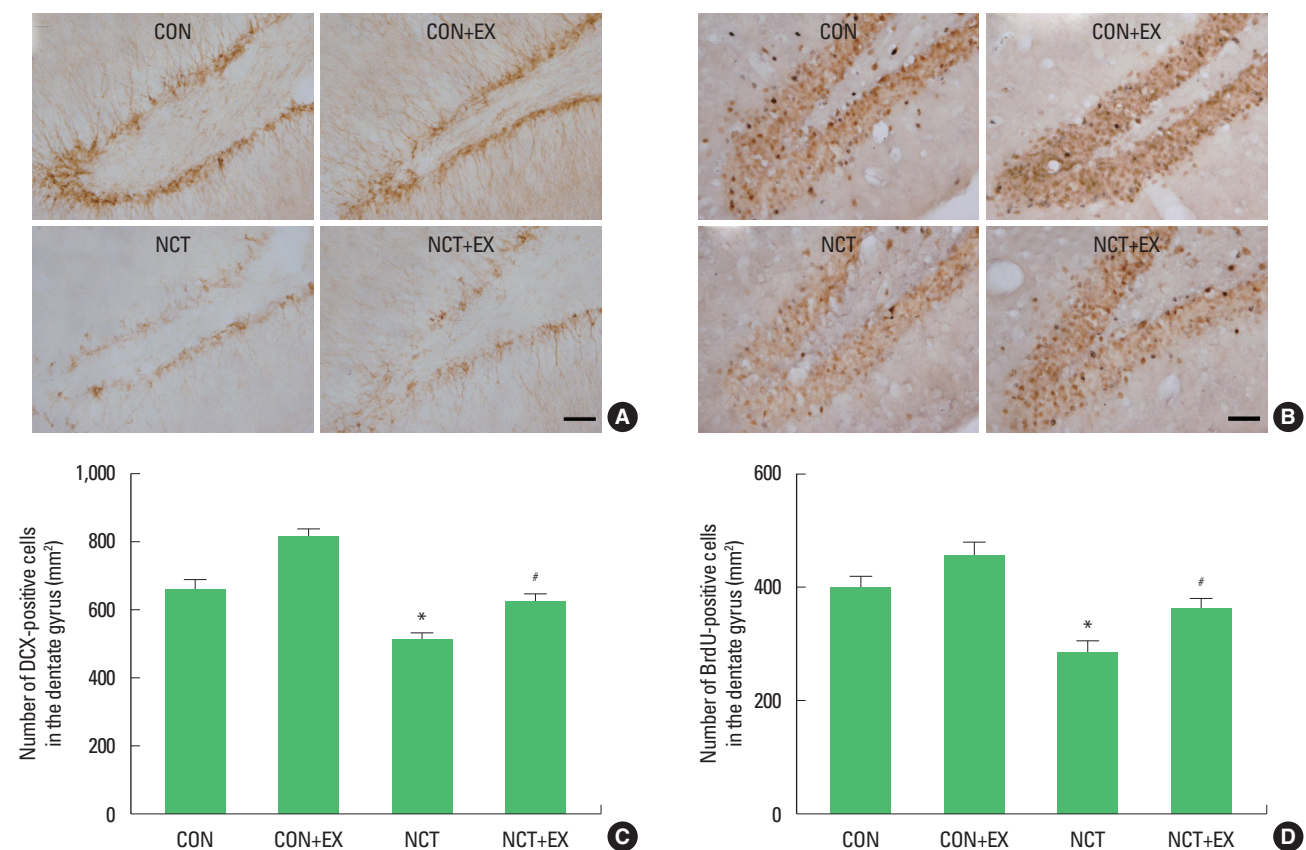 CON
CON+EX
NCT
NCT+EX
A
CON
CON+EX
NCT
NCT+EX
B
Number of DCX-positive cells
in the dentate gyrus (mm²)
1,000
800
600
400
200
0
*
#
CON
CON+EX
NCT
NCT+EX
C
Number of BrdU-positive cells
in the dentate gyrus (mm²)
600
400
200
0
*
#
CON
CON+EX
NCT
NCT+EX
D